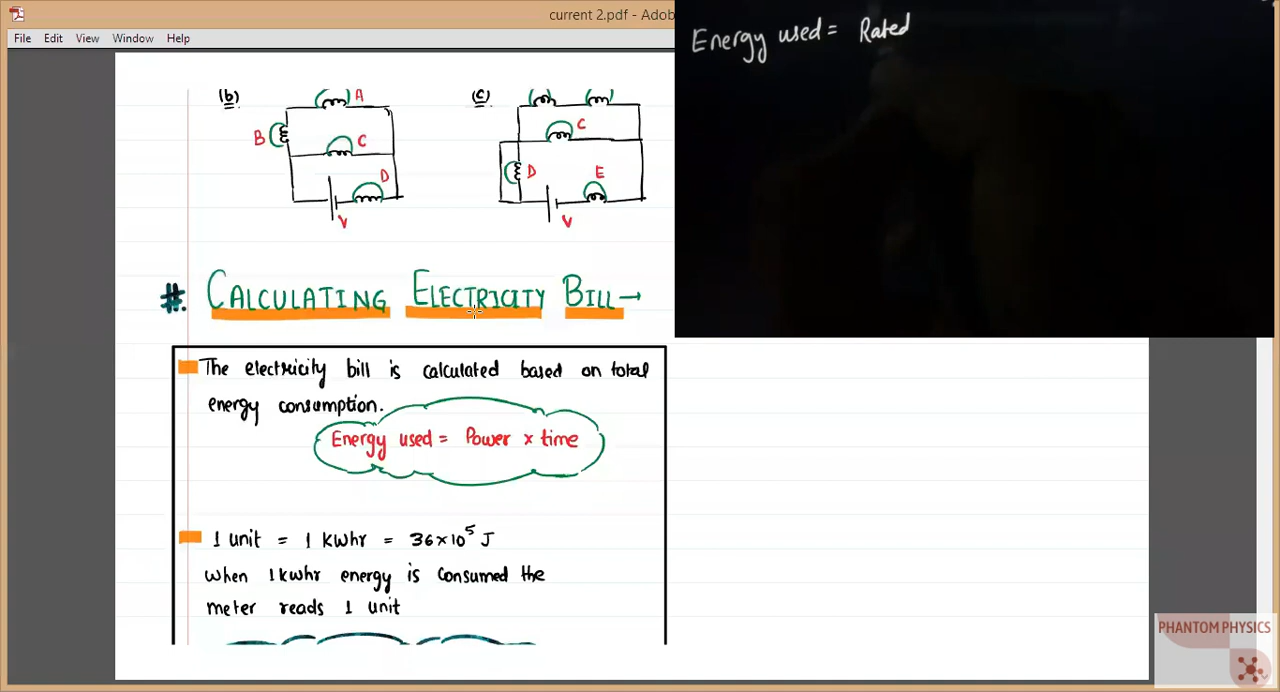 current 2.pdf - Adob
File Edit View Window Help
Energy used = Rated
(b) A
B
C
D
V
(c)
C
D
E
V
#. CALCULATING ELECTRICITY BILL →
The electricity bill is calculated based on total
energy consumption.
Energy used = Power × time
1 unit = 1 kwhr = 36×10⁵ J
When 1kwhr energy is consumed the
meter reads 1 unit
PHANTOM PHYSICS